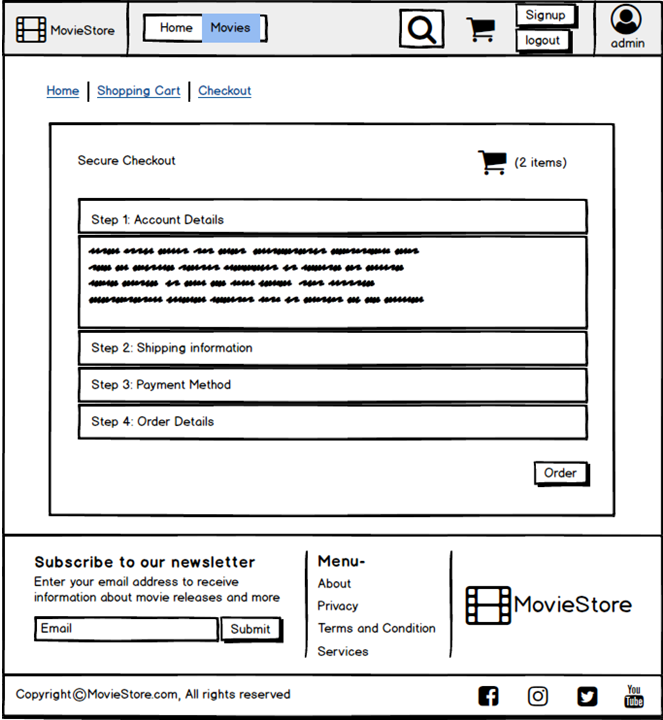 MovieStore
Home Movies
Signup
logout
admin
Home Shopping Cart Checkout
Secure Checkout
(2 items)
Step 1: Account Details
Step 2: Shipping information
Step 3: Payment Method
Step 4: Order Details
Order
Subscribe to our newsletter
Enter your email address to receive
information about movie releases and more
Email
Submit
Menu-
About
Privacy
Terms and Condition
Services
MovieStore
Copyright©MovieStore.com, All rights reserved
You
Tube